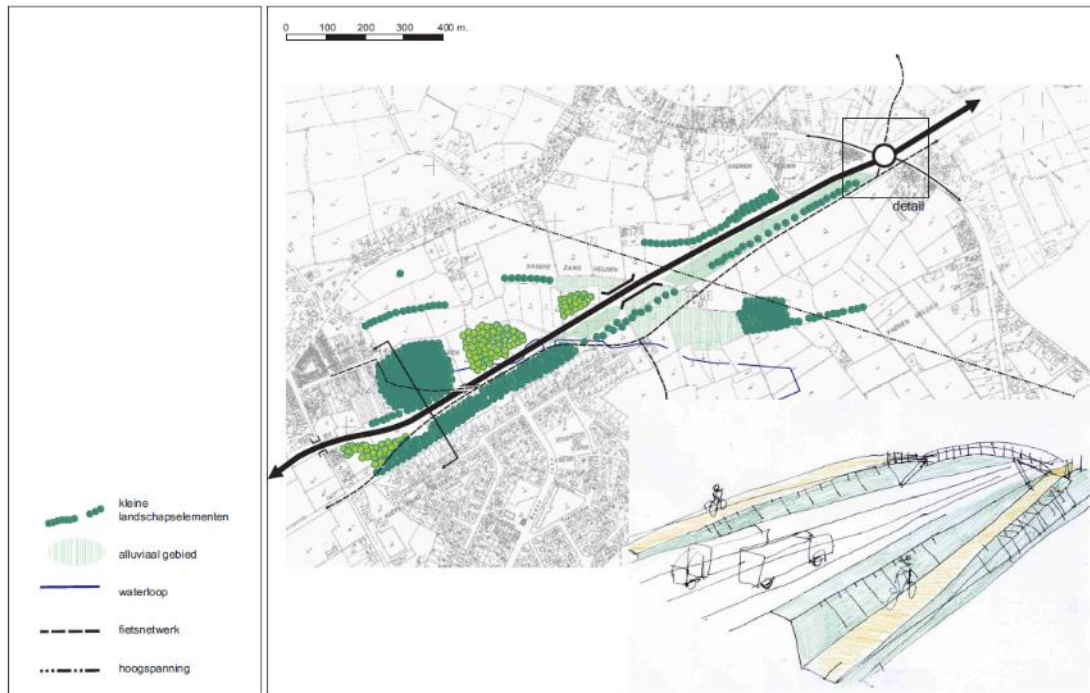 0 100 200 300 400 m.
detail
kleine
landschapselementen
alluviaal gebied
waterloop
fietsnetwerk
hoogspanning